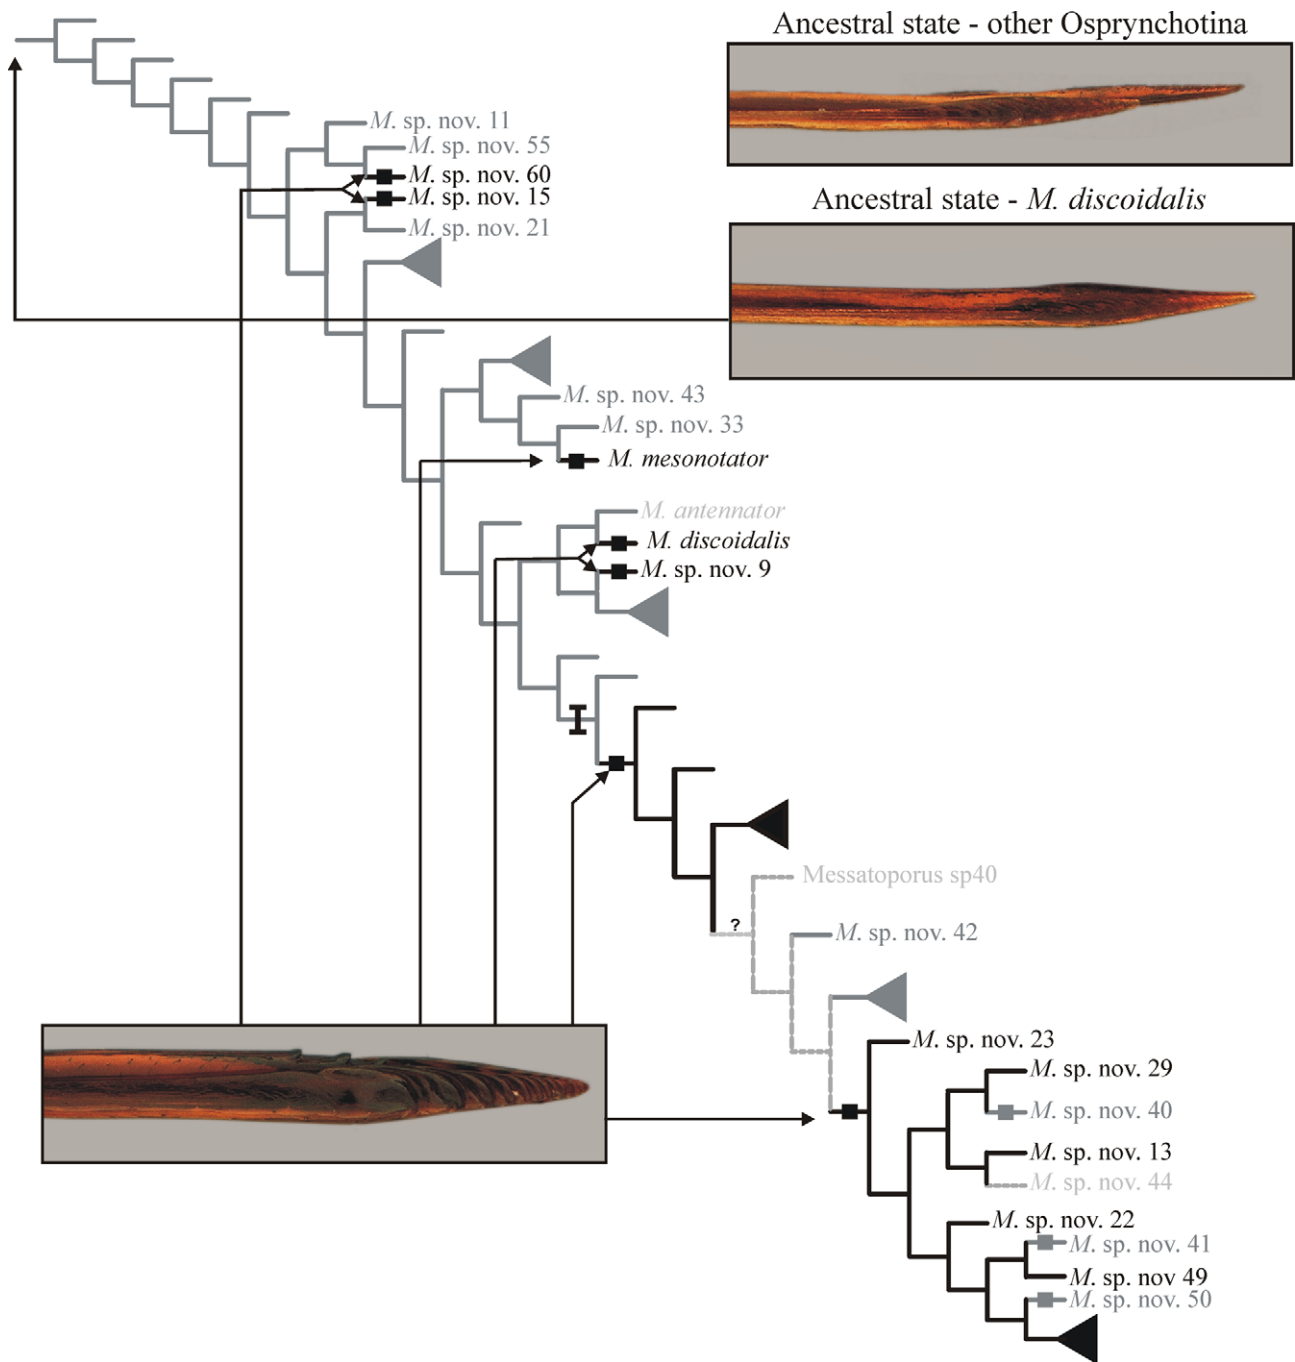 Ancestral state - other Osprynchotina
M. sp. nov. 11
M. sp. nov. 55
M. sp. nov. 60
M. sp. nov. 15
M. sp. nov. 21
Ancestral state - M. discoidalis
M. sp. nov. 43
M. sp. nov. 33
M. mesonotator
M. antennator
M. discoidalis
M. sp. nov. 9
Messatoporus sp40
?
M. sp. nov. 42
M. sp. nov. 23
M. sp. nov. 29
M. sp. nov. 40
M. sp. nov. 13
M. sp. nov. 44
M. sp. nov. 22
M. sp. nov. 41
M. sp. nov 49
M. sp. nov. 50